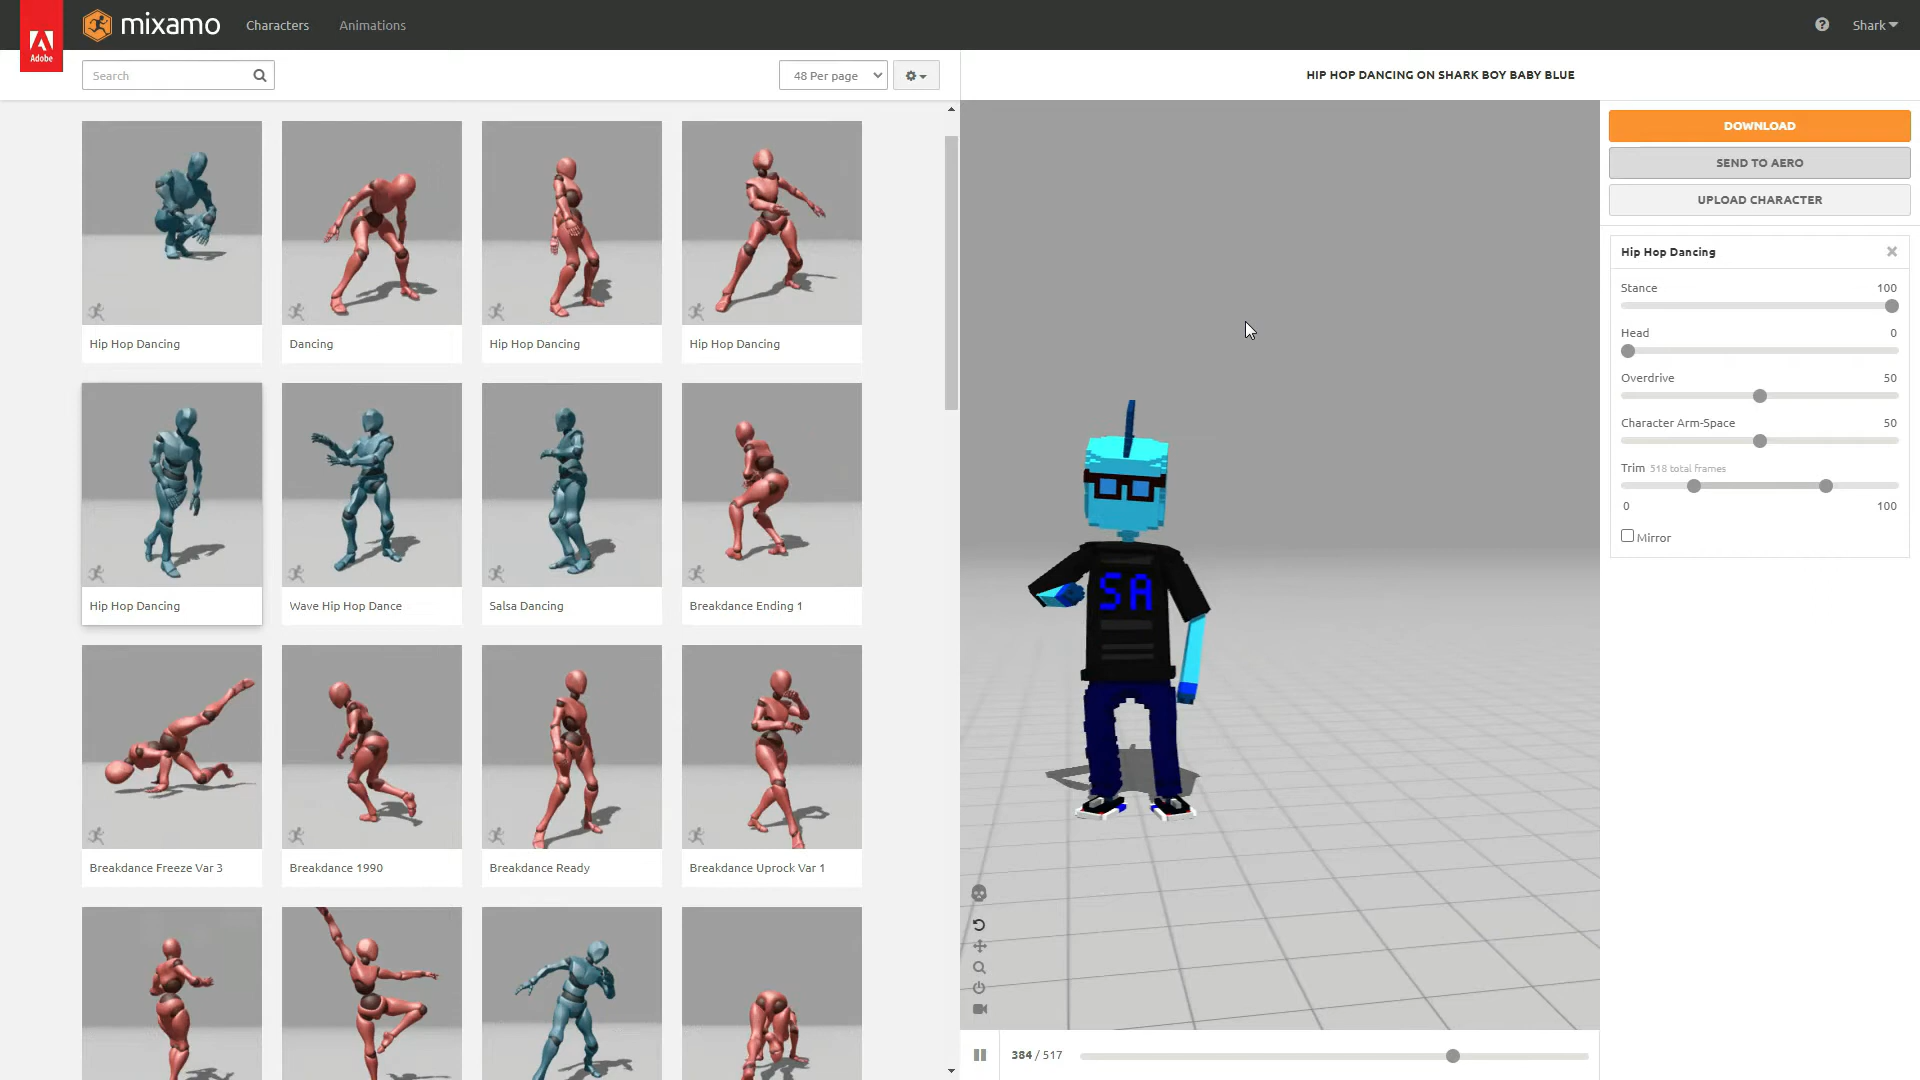 Adobe
mixamo
Characters
Animations
Shark
Search
48 Per page
HIP HOP DANCING ON SHARK BOY BABY BLUE
Hip Hop Dancing
Dancing
Hip Hop Dancing
Hip Hop Dancing
Hip Hop Dancing
Wave Hip Hop Dance
Salsa Dancing
Breakdance Ending 1
Breakdance Freeze Var 3
Breakdance 1990
Breakdance Ready
Breakdance Uprock Var 1
SA
384 / 517
DOWNLOAD
SEND TO AERO
UPLOAD CHARACTER
Hip Hop Dancing
Stance 100
Head 0
Overdrive 50
Character Arm-Space 50
Trim 518 total frames
0 100
Mirror